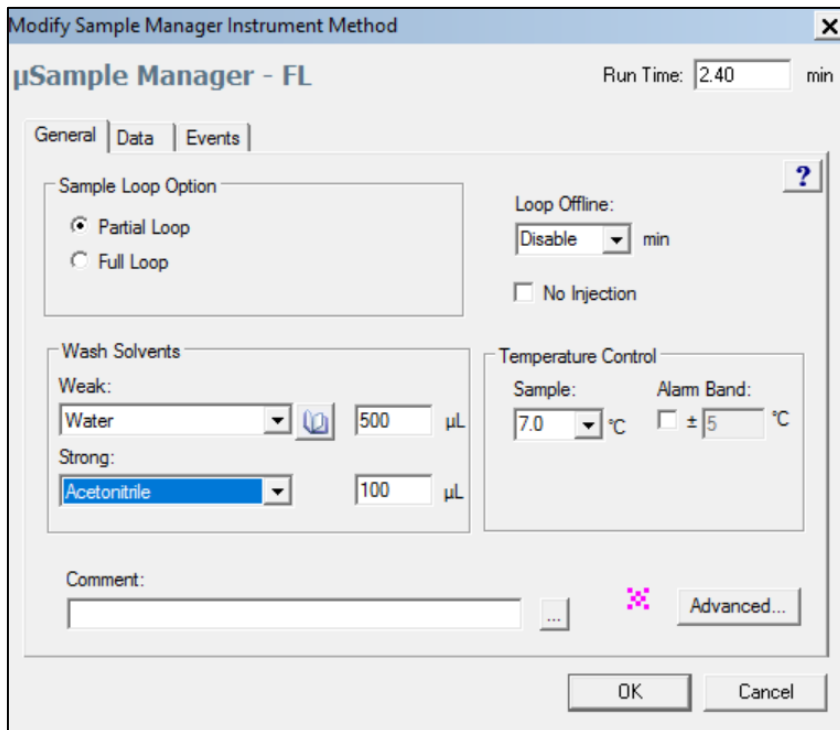 Modify Sample Manager Instrument Method
µSample Manager - FL
Run Time: 2.40 min
General Data Events
?
Sample Loop Option
Partial Loop
Full Loop
Loop Offline:
Disable min
No Injection
Wash Solvents
Weak:
Water 500 µL
Strong:
Acetonitrile 100 µL
Temperature Control
Sample: Alarm Band:
7.0 °C ± 5 °C
Comment:
...
Advanced...
OK Cancel